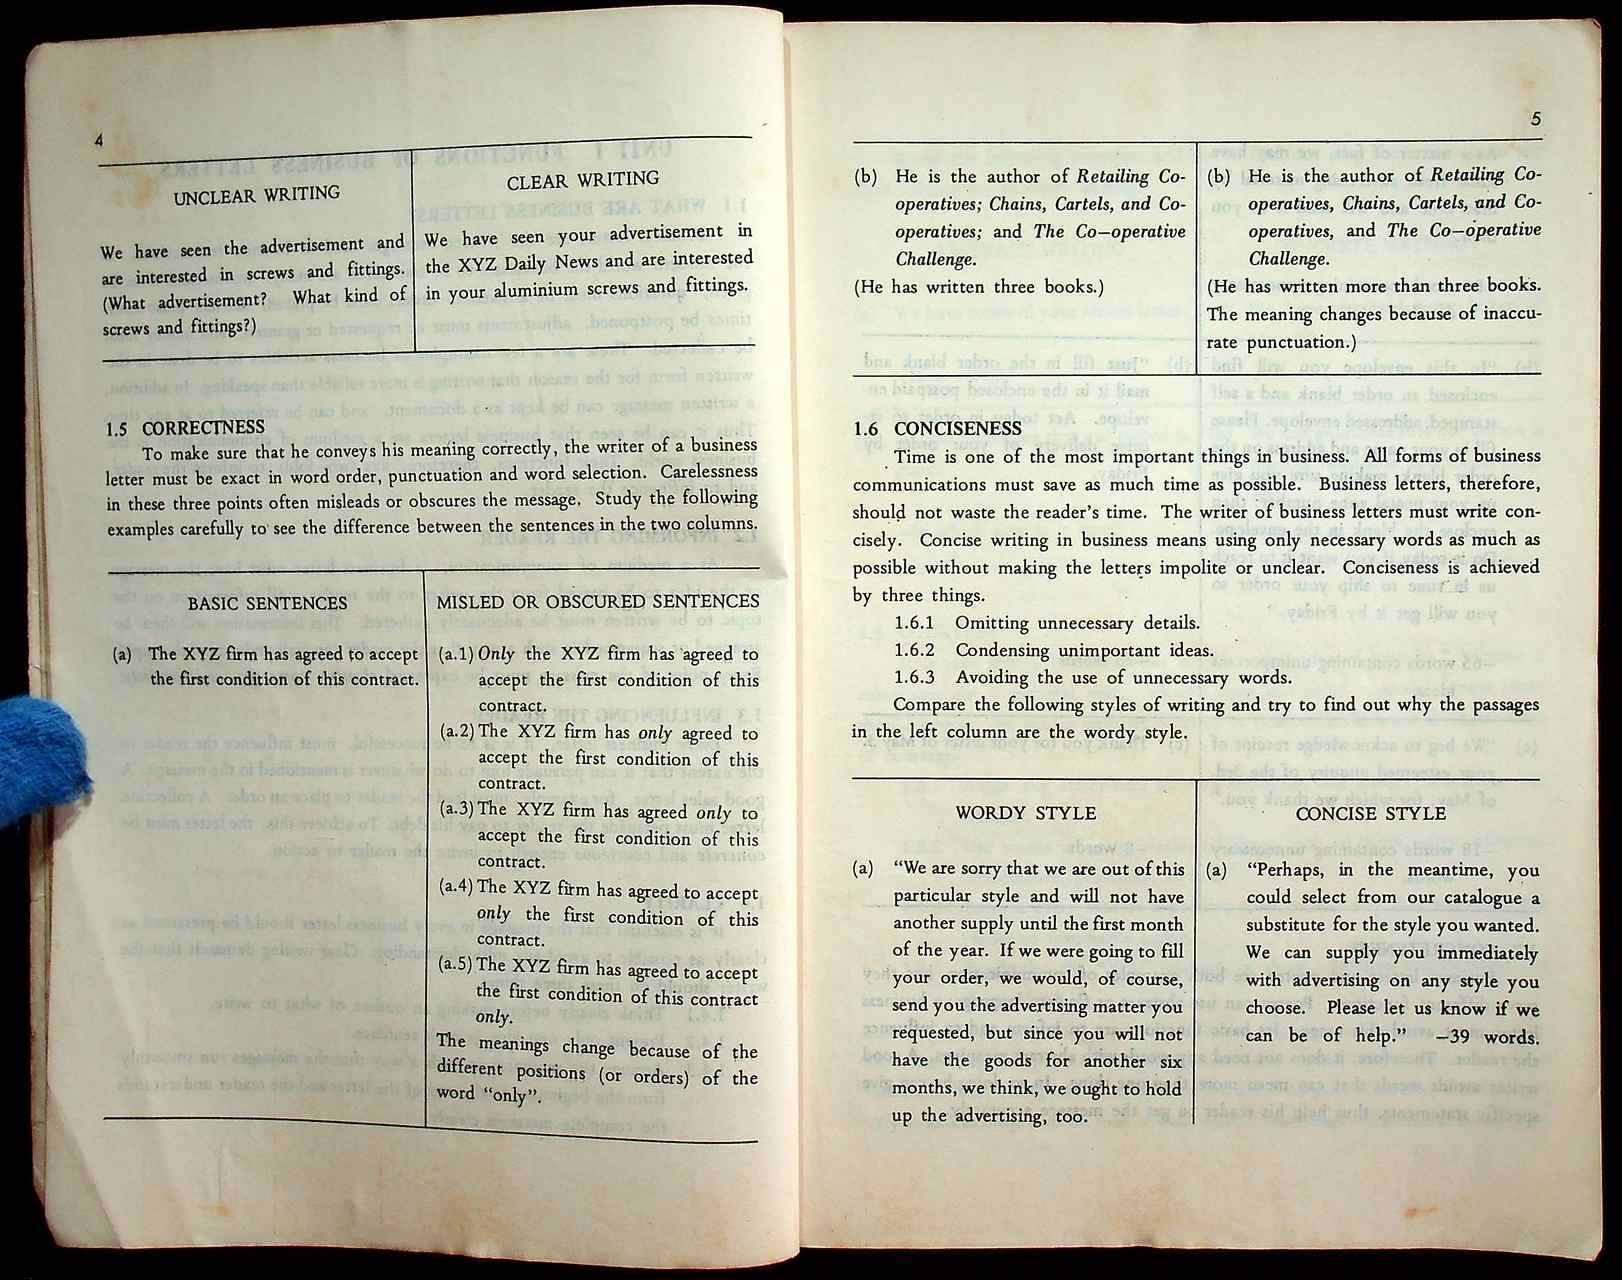 4
UNCLEAR WRITING
We have seen the advertisement and
are interested in screws and fittings.
(What advertisement? What kind of
screws and fittings?)
CLEAR WRITING
We have seen your advertisement in
the XYZ Daily News and are interested
in your aluminium screws and fittings.
1.5 CORRECTNESS
To make sure that he conveys his meaning correctly, the writer of a business
letter must be exact in word order, punctuation and word selection. Carelessness
in these three points often misleads or obscures the message. Study the following
examples carefully to see the difference between the sentences in the two columns.
BASIC SENTENCES
(a) The XYZ firm has agreed to accept
the first condition of this contract.
MISLED OR OBSCURED SENTENCES
(a.1) Only the XYZ firm has agreed to
accept the first condition of this
contract.
(a.2) The XYZ firm has only agreed to
accept the first condition of this
contract.
(a.3) The XYZ firm has agreed only to
accept the first condition of this
contract.
(a.4) The XYZ firm has agreed to accept
only the first condition of this
contract.
(a.5) The XYZ firm has agreed to accept
the first condition of this contract
only.
The meanings change because of the
different positions (or orders) of the
word “only”.
5
(b) He is the author of Retailing Co-
operatives; Chains, Cartels, and Co-
operatives; and The Co—operative
Challenge.
(He has written three books.)
(b) He is the author of Retailing Co-
operatives, Chains, Cartels, and Co-
operatives, and The Co—operative
Challenge.
(He has written more than three books.
The meaning changes because of inaccu-
rate punctuation.)
1.6 CONCISENESS
Time is one of the most important things in business. All forms of business
communications must save as much time as possible. Business letters, therefore,
should not waste the reader's time. The writer of business letters must write con-
cisely. Concise writing in business means using only necessary words as much as
possible without making the letters impolite or unclear. Conciseness is achieved
by three things.
1.6.1 Omitting unnecessary details.
1.6.2 Condensing unimportant ideas.
1.6.3 Avoiding the use of unnecessary words.
Compare the following styles of writing and try to find out why the passages
in the left column are the wordy style.
WORDY STYLE
(a) “We are sorry that we are out of this
particular style and will not have
another supply until the first month
of the year. If we were going to fill
your order, we would, of course,
send you the advertising matter you
requested, but since you will not
have the goods for another six
months, we think, we ought to hold
up the advertising, too.
CONCISE STYLE
(a) “Perhaps, in the meantime, you
could select from our catalogue a
substitute for the style you wanted.
We can supply you immediately
with advertising on any style you
choose. Please let us know if we
can be of help.” —39 words.